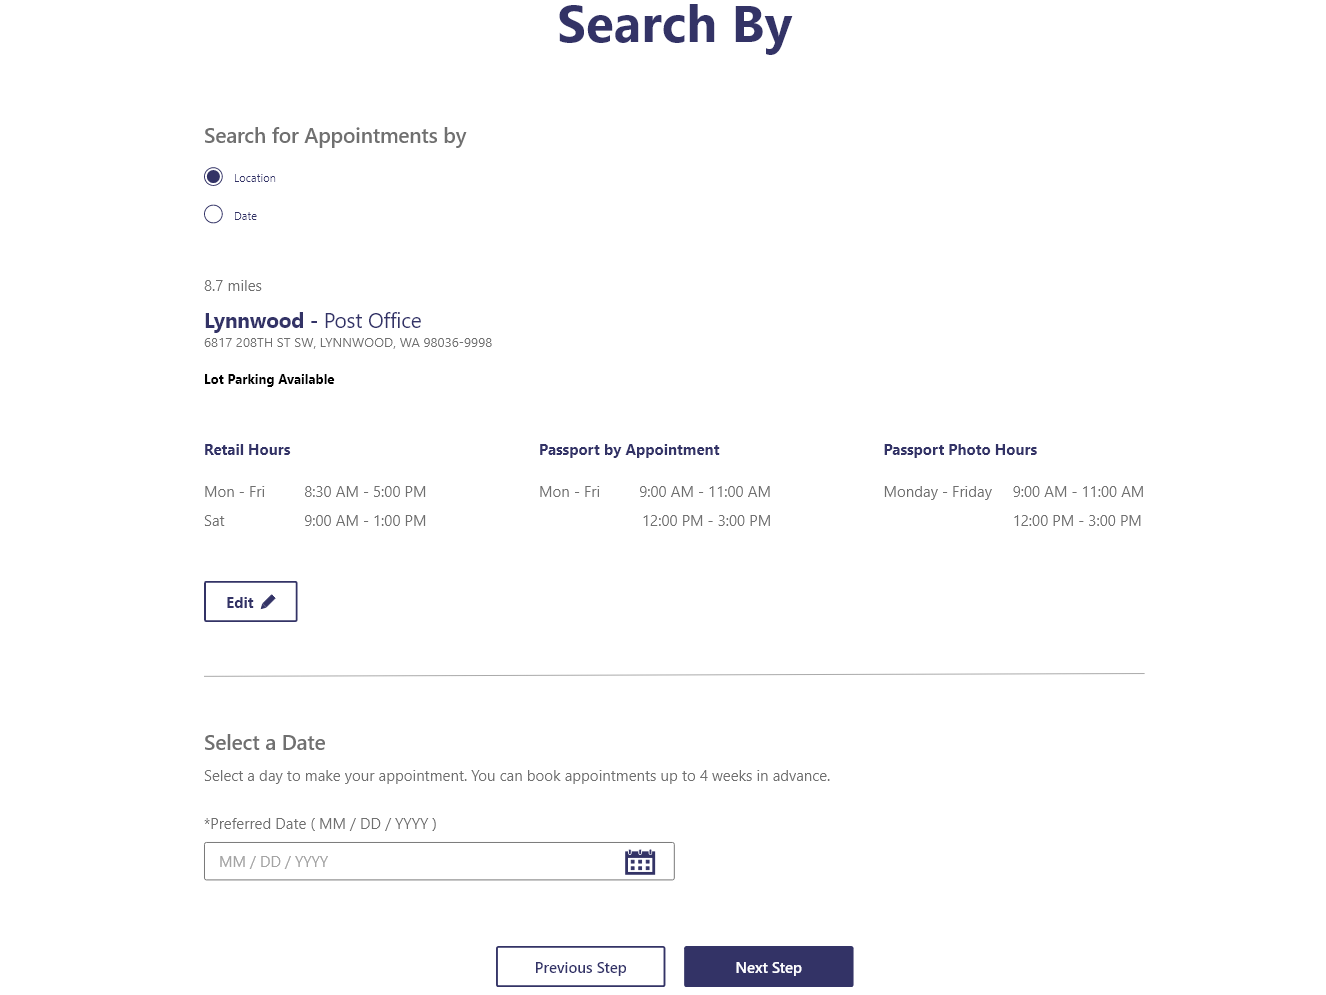 Search By
Search for Appointments by
Location
Date
8.7 miles
Lynnwood - Post Office
6817 208TH ST SW, LYNNWOOD, WA 98036-9998
Lot Parking Available
Retail Hours
Mon - Fri 8:30 AM - 5:00 PM
Sat 9:00 AM - 1:00 PM
Passport by Appointment
Mon - Fri 9:00 AM - 11:00 AM
12:00 PM - 3:00 PM
Passport Photo Hours
Monday - Friday 9:00 AM - 11:00 AM
12:00 PM - 3:00 PM
Edit
Select a Date
Select a day to make your appointment. You can book appointments up to 4 weeks in advance.
*Preferred Date ( MM / DD / YYYY )
MM / DD / YYYY
Previous Step
Next Step